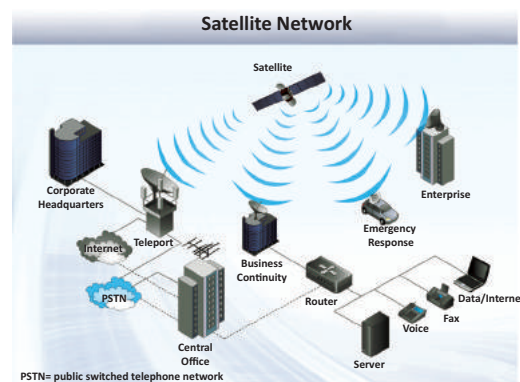 Satellite Network
Satellite
Corporate
Headquarters
Enterprise
Teleport
Emergency
Response
Internet
Business
Continuity
PSTN
Router
Data/Interne
Fax
Voice
Central
Office
Server
PSTN= public switched telephone network